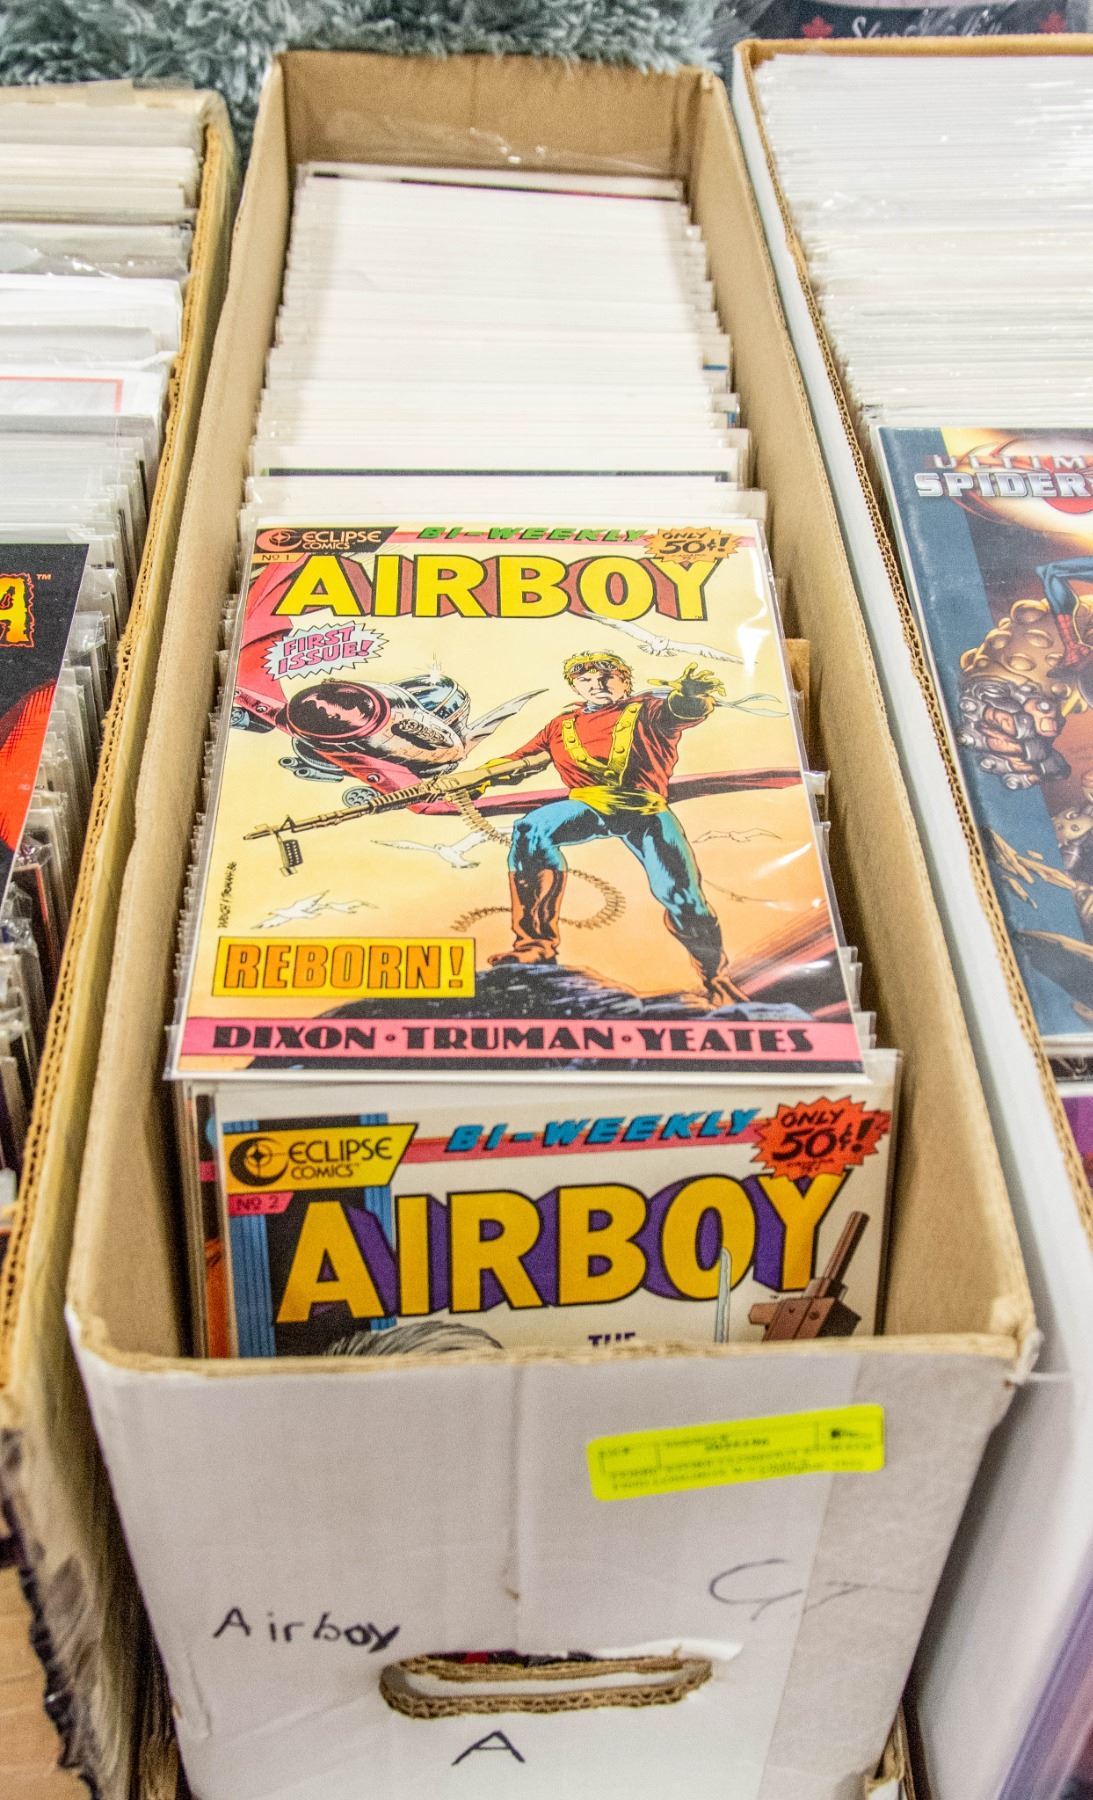 ECLIPSE
COMICS
BI-WEEKLY
ONLY
50¢!
Nº 1
AIRBOY
FIRST
ISSUE!
REBORN!
DIXON • TRUMAN • YEATES
ECLIPSE
COMICS
BI-WEEKLY
ONLY
50¢!
Nº 2
AIRBOY
THE
Airboy
A
ULTIM
SPIDER
A™